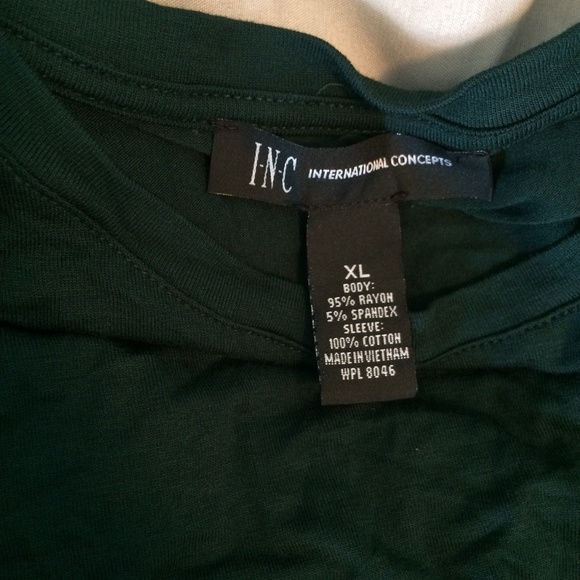 I·N·C INTERNATIONAL CONCEPTS
XL
BODY:
95% RAYON
5% SPANDEX
SLEEVE:
100% COTTON
MADE IN VIETNAM
WPL 8046